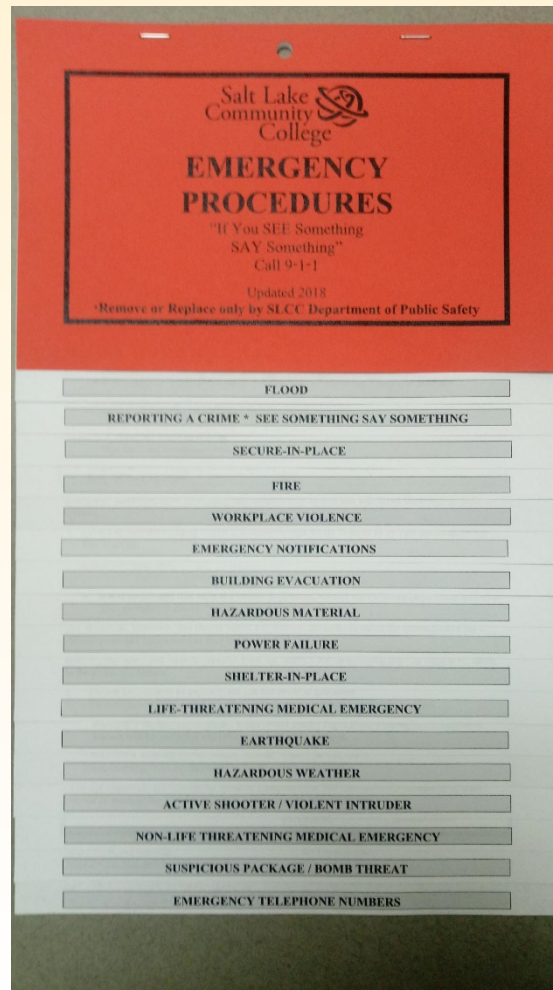 Salt Lake
Community
College
EMERGENCY
PROCEDURES
"If You SEE Something
SAY Something"
Call 9-1-1
Updated 2018
*Remove or Replace only by SLCC Department of Public Safety
FLOOD
REPORTING A CRIME * SEE SOMETHING SAY SOMETHING
SECURE-IN-PLACE
FIRE
WORKPLACE VIOLENCE
EMERGENCY NOTIFICATIONS
BUILDING EVACUATION
HAZARDOUS MATERIAL
POWER FAILURE
SHELTER-IN-PLACE
LIFE-THREATENING MEDICAL EMERGENCY
EARTHQUAKE
HAZARDOUS WEATHER
ACTIVE SHOOTER / VIOLENT INTRUDER
NON-LIFE THREATENING MEDICAL EMERGENCY
SUSPICIOUS PACKAGE / BOMB THREAT
EMERGENCY TELEPHONE NUMBERS